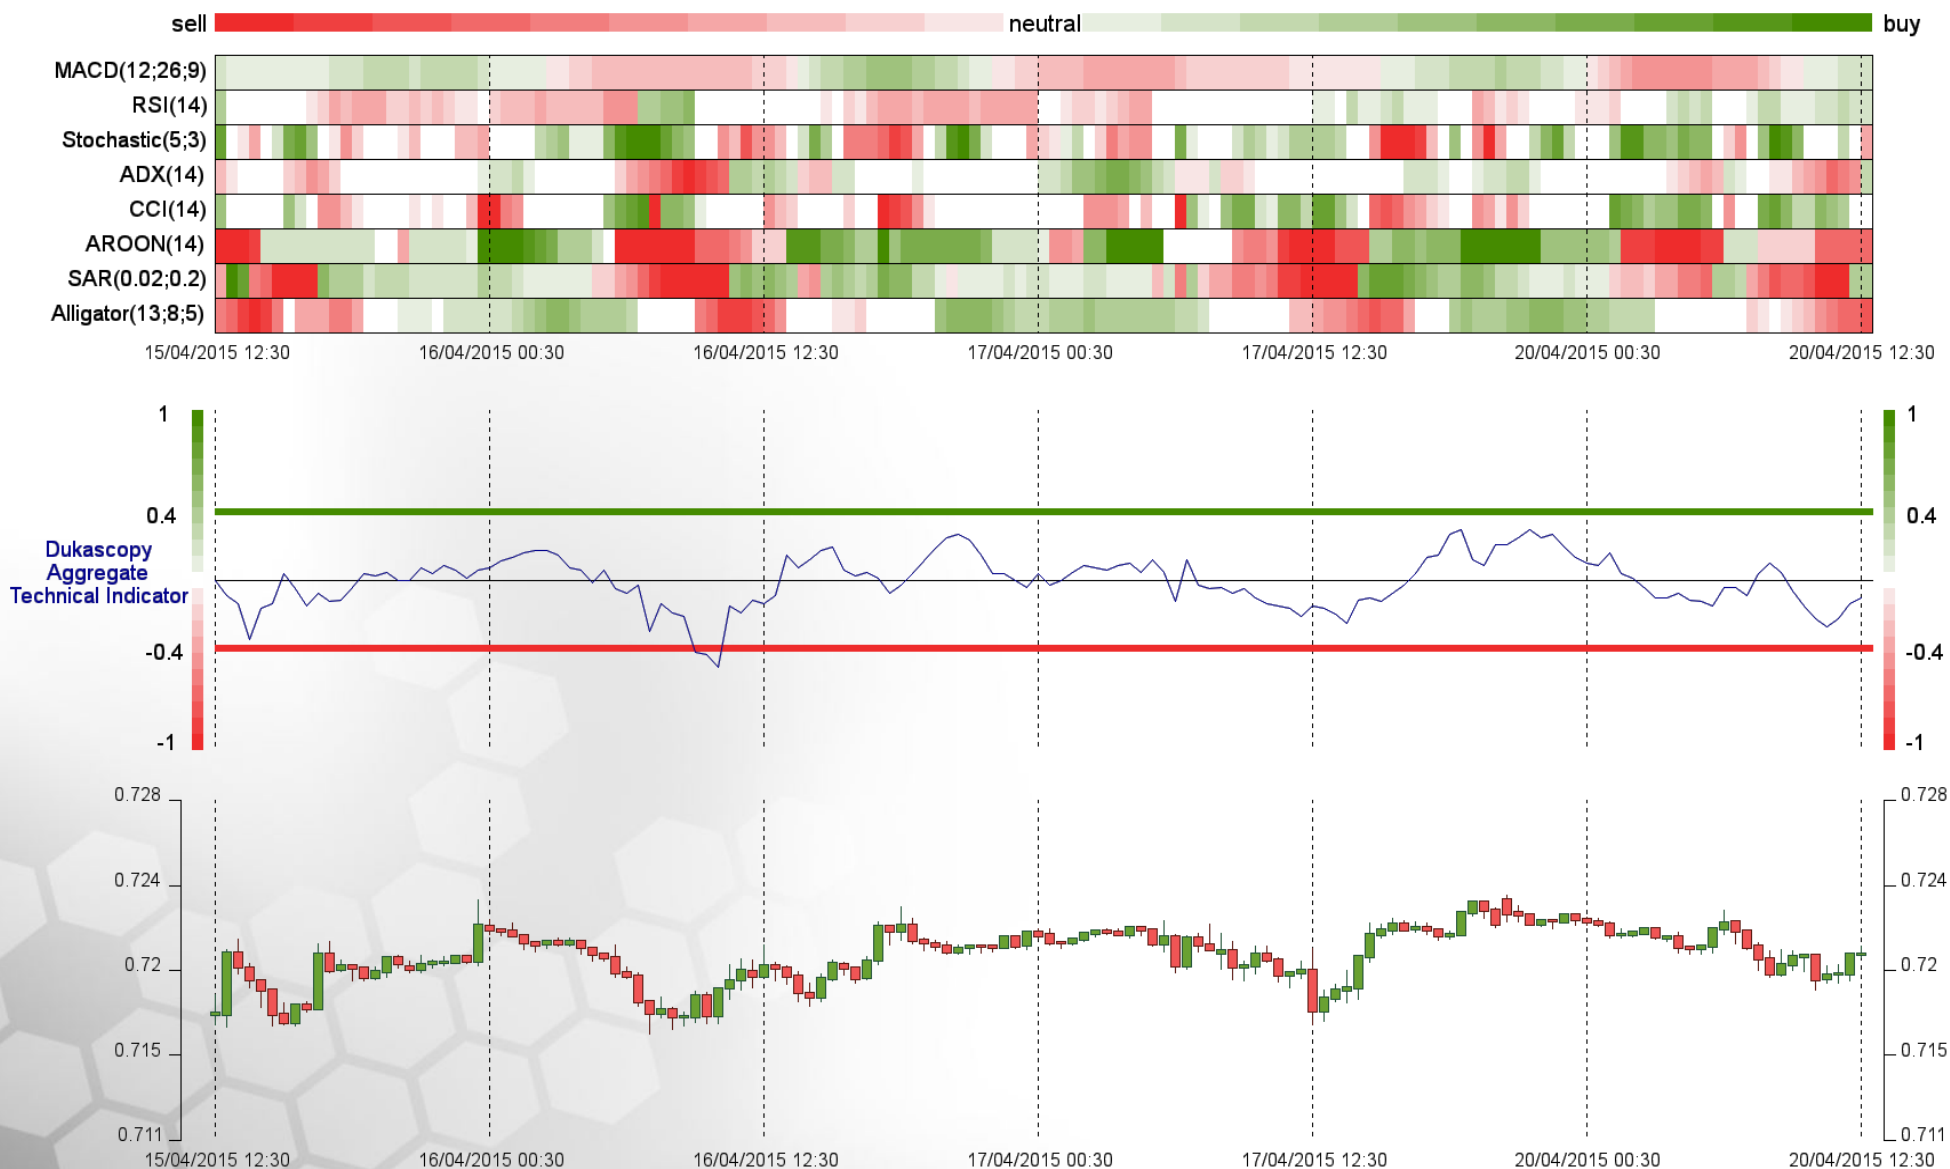 sell neutral buy
MACD(12;26;9)
RSI(14)
Stochastic(5;3)
ADX(14)
CCI(14)
AROON(14)
SAR(0.02;0.2)
Alligator(13;8;5)
15/04/2015 12:30 16/04/2015 00:30 16/04/2015 12:30 17/04/2015 00:30 17/04/2015 12:30 20/04/2015 00:30 20/04/2015 12:30
1 1
0.4 0.4
Dukascopy
Aggregate
Technical Indicator
-0.4 -0.4
-1 -1
0.728 0.728
0.724 0.724
0.72 0.72
0.715 0.715
0.711 0.711
15/04/2015 12:30 16/04/2015 00:30 16/04/2015 12:30 17/04/2015 00:30 17/04/2015 12:30 20/04/2015 00:30 20/04/2015 12:30